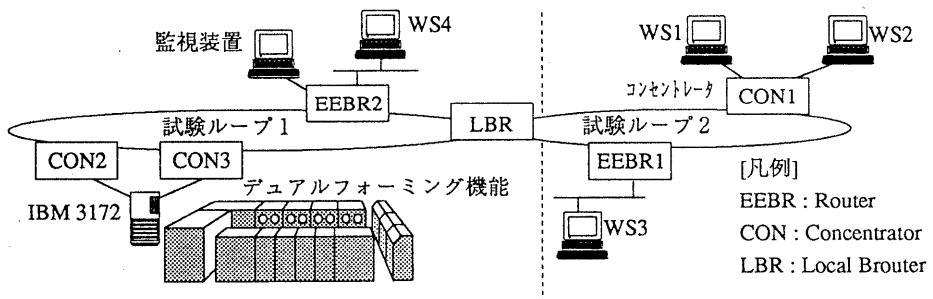 監視装置
WS4
WS1
WS2
コンセントレータ
EEBR2
CON1
試験ループ1
LBR
試験ループ2
CON2
CON3
EEBR1
デュアルフォーミング機能
IBM 3172
WS3
[凡例]
EEBR : Router
CON : Concentrator
LBR : Local Brouter